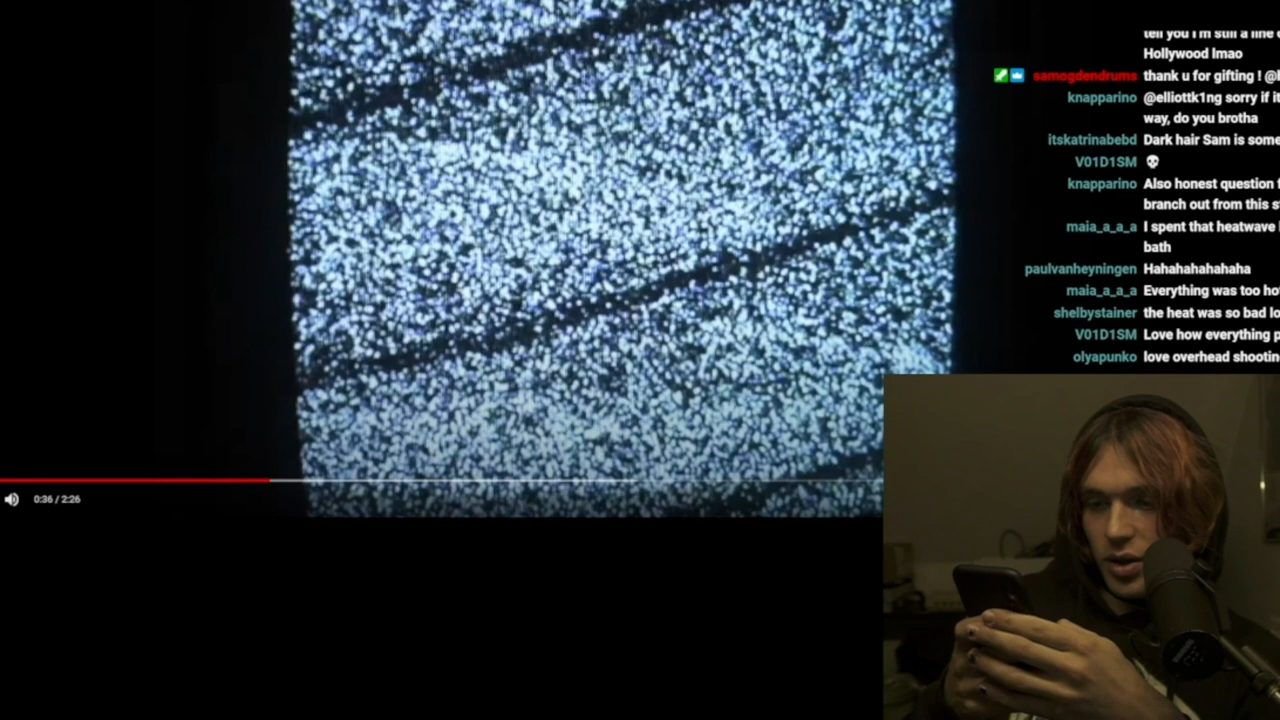 tell you I'm still a line
Hollywood lmao
samogdendrums thank u for gifting ! @
knapparino @elliottk1ng sorry if it
way, do you brotha
itskatrinabebd Dark hair Sam is some
V01D1SM 💀
knapparino Also honest question
branch out from this
maia_a_a_a I spent that heatwave
bath
paulvanheyningen Hahahahahahaha
maia_a_a_a Everything was too
shelbystainer the heat was so bad
V01D1SM Love how everything
olyapunko love overhead
0:36 / 2:26